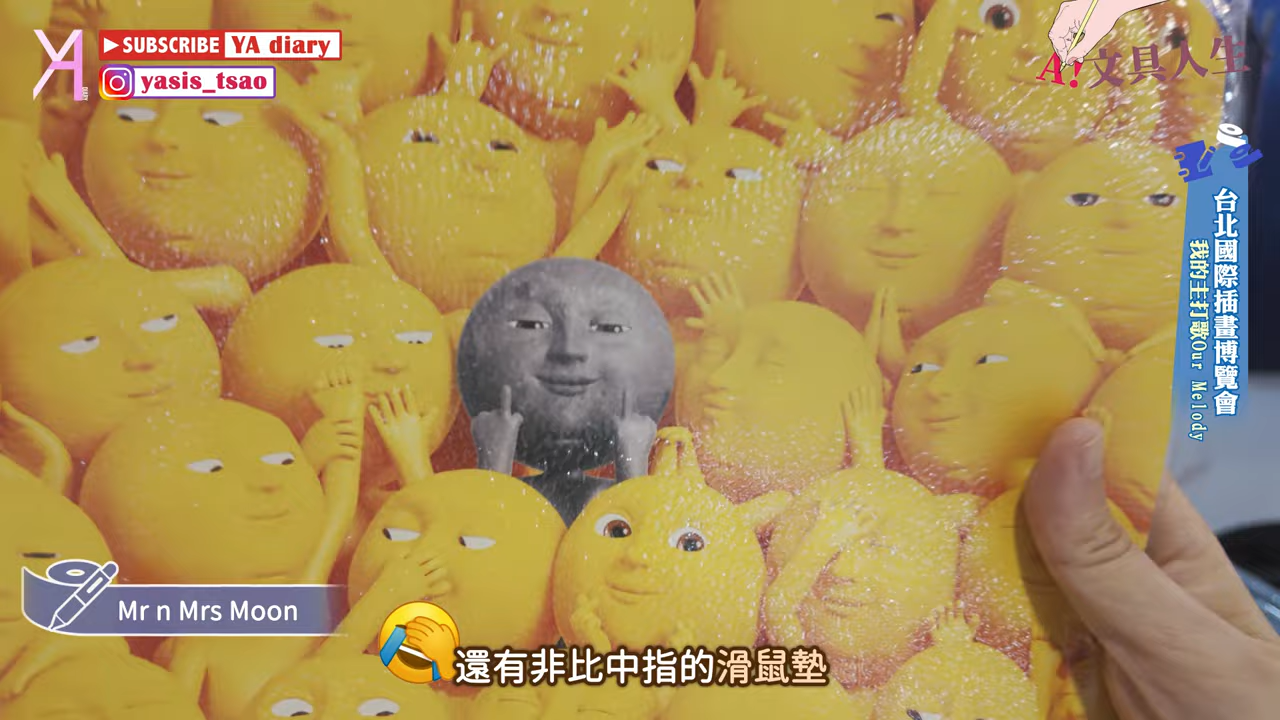 YA
DIARY
SUBSCRIBE YA diary
yasis_tsao
A!文具人生
台北國際插畫博覽會
我的主打歌Our Melody
Mr n Mrs Moon
還有非比中指的滑鼠墊